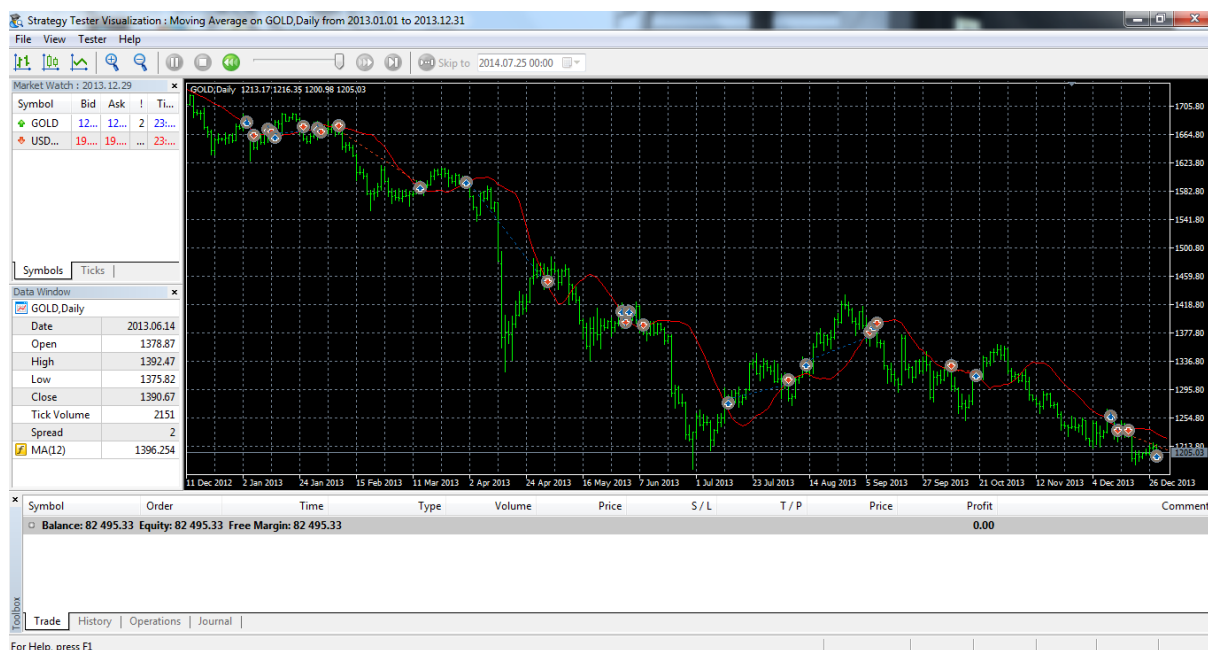 Strategy Tester Visualization : Moving Average on GOLD,Daily from 2013.01.01 to 2013.12.31
File View Tester Help
Skip to 2014.07.25 00:00
Market Watch : 2013.12.29
Symbol Bid Ask ! Ti...
GOLD 12... 12... 2 23:...
USD... 19.... 19.... ... 23:...
Symbols Ticks
Data Window
GOLD,Daily
Date 2013.06.14
Open 1378.87
High 1392.47
Low 1375.82
Close 1390.67
Tick Volume 2151
Spread 2
MA(12) 1396.254
GOLD,Daily 1213.17 1216.35 1200.98 1205.03
1705.80
1664.80
1623.80
1582.80
1541.80
1500.80
1459.80
1418.80
1377.80
1336.80
1295.80
1254.80
1213.80
1205.03
11 Dec 2012 2 Jan 2013 24 Jan 2013 15 Feb 2013 11 Mar 2013 2 Apr 2013 24 Apr 2013 16 May 2013 7 Jun 2013 1 Jul 2013 23 Jul 2013 14 Aug 2013 5 Sep 2013 27 Sep 2013 21 Oct 2013 12 Nov 2013 4 Dec 2013 26 Dec 2013
Symbol Order Time Type Volume Price S / L T / P Price Profit Comment
Balance: 82 495.33 Equity: 82 495.33 Free Margin: 82 495.33 0.00
Toolbox
Trade History Operations Journal
For Help, press F1